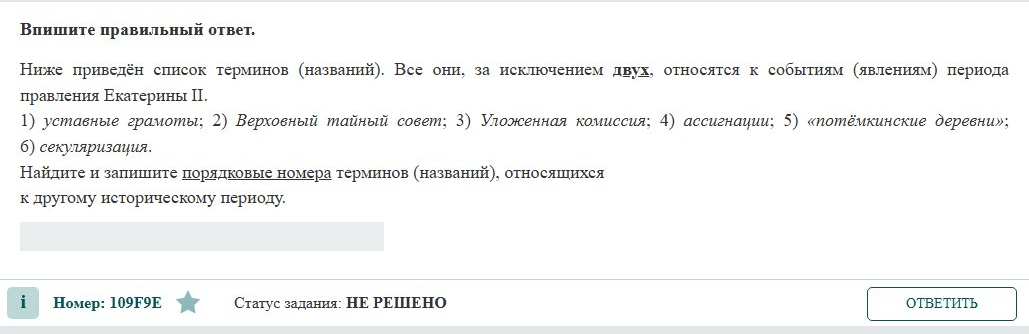 Впишите правильный ответ.
Ниже приведён список терминов (названий). Все они, за исключением двух, относятся к событиям (явлениям) периода
правления Екатерины II.
1) уставные грамоты; 2) Верховный тайный совет; 3) Уложенная комиссия; 4) ассигнации; 5) «потёмкинские деревни»;
6) секуляризация.
Найдите и запишите порядковые номера терминов (названий), относящихся
к другому историческому периоду.
i Номер: 109F9E Статус задания: НЕ РЕШЕНО ОТВЕТИТЬ